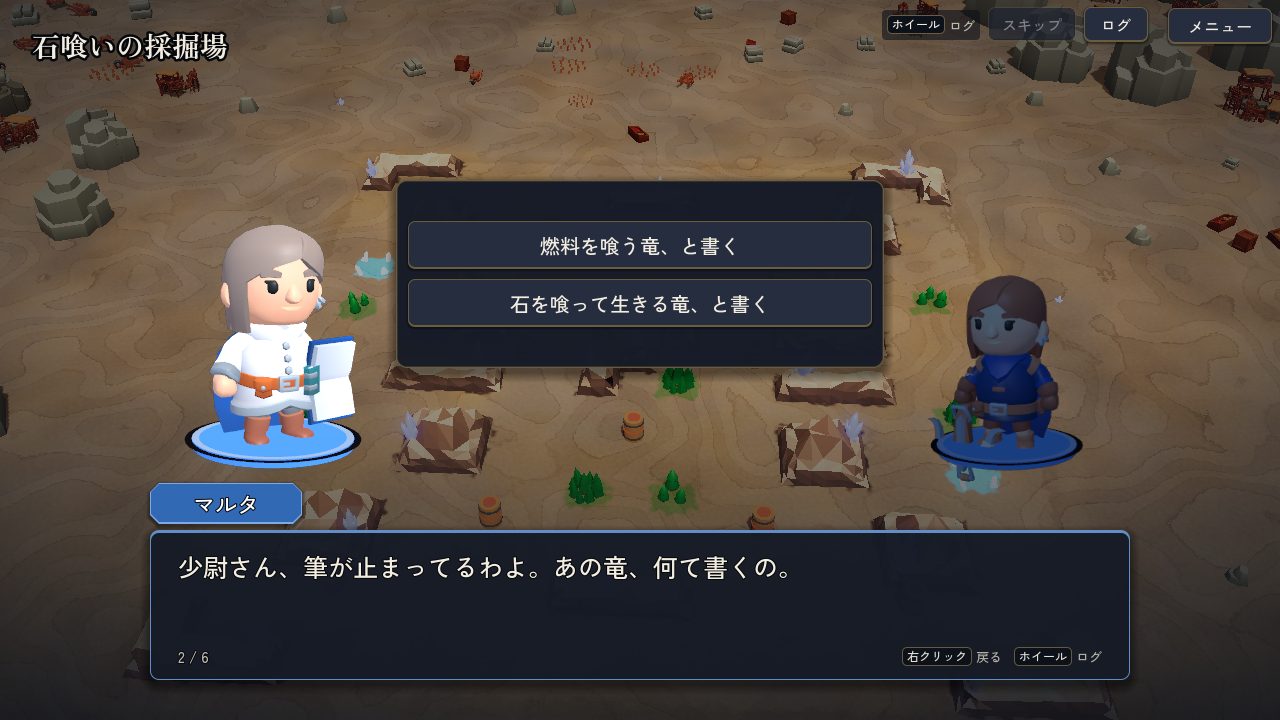 石喰いの採掘場
ホイール ログ
スキップ
ログ
メニュー
燃料を喰う竜、と書く
石を喰って生きる竜、と書く
マルタ
少尉さん、筆が止まってるわよ。あの竜、何て書くの。
2 / 6
右クリック 戻る ホイール ログ